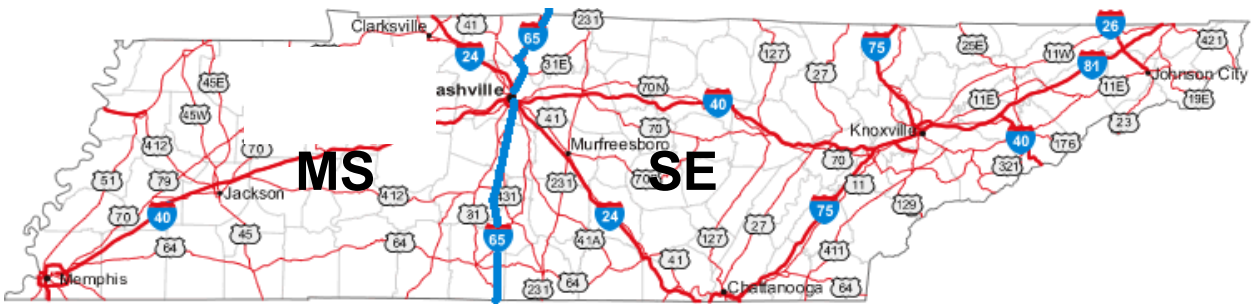 Clarksville
41
65
231
24
31E
45E
45W
412
70
51
79
Jackson
70
40
64
45
Memphis
MS
412
64
ashville
41
Murfreesboro
231
431
31
65
41A
24
231
64
70N
40
70
SE
127
27
75
25E
11W
26
81
421
Johnson City
11E
11E
19E
23
Knoxville
40
176
321
70
11
129
75
411
27
127
41
Chattanooga
64